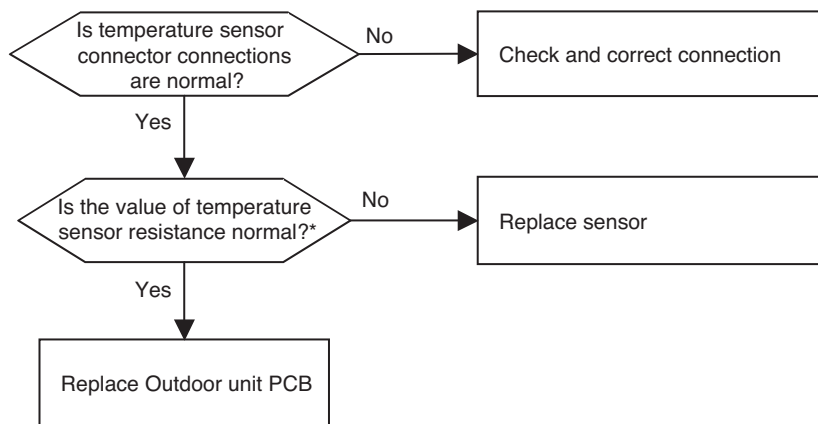 Is temperature sensor
connector connections
are normal?
No
Check and correct connection
Yes
Is the value of temperature
sensor resistance normal?*
No
Replace sensor
Yes
Replace Outdoor unit PCB